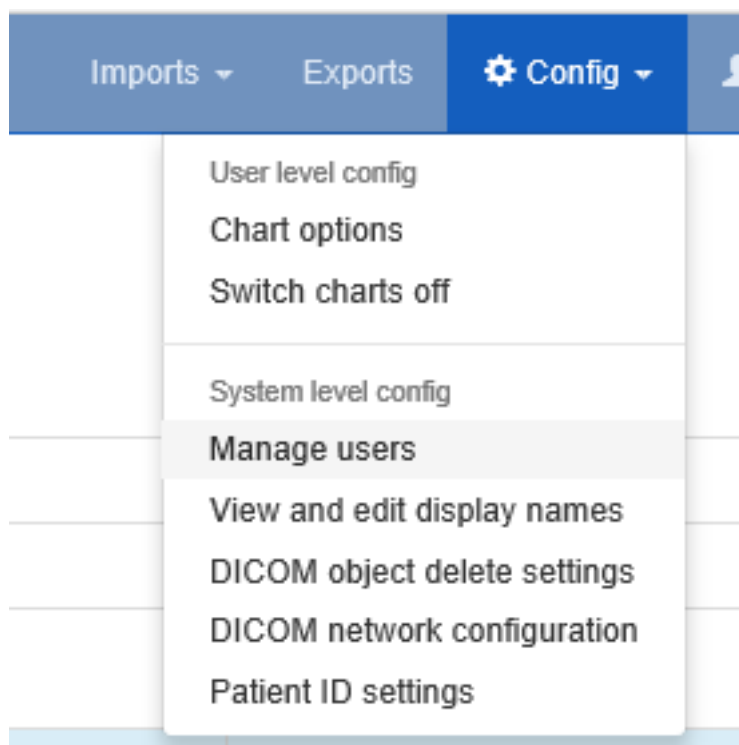 Imports Exports Config
User level config
Chart options
Switch charts off
System level config
Manage users
View and edit display names
DICOM object delete settings
DICOM network configuration
Patient ID settings